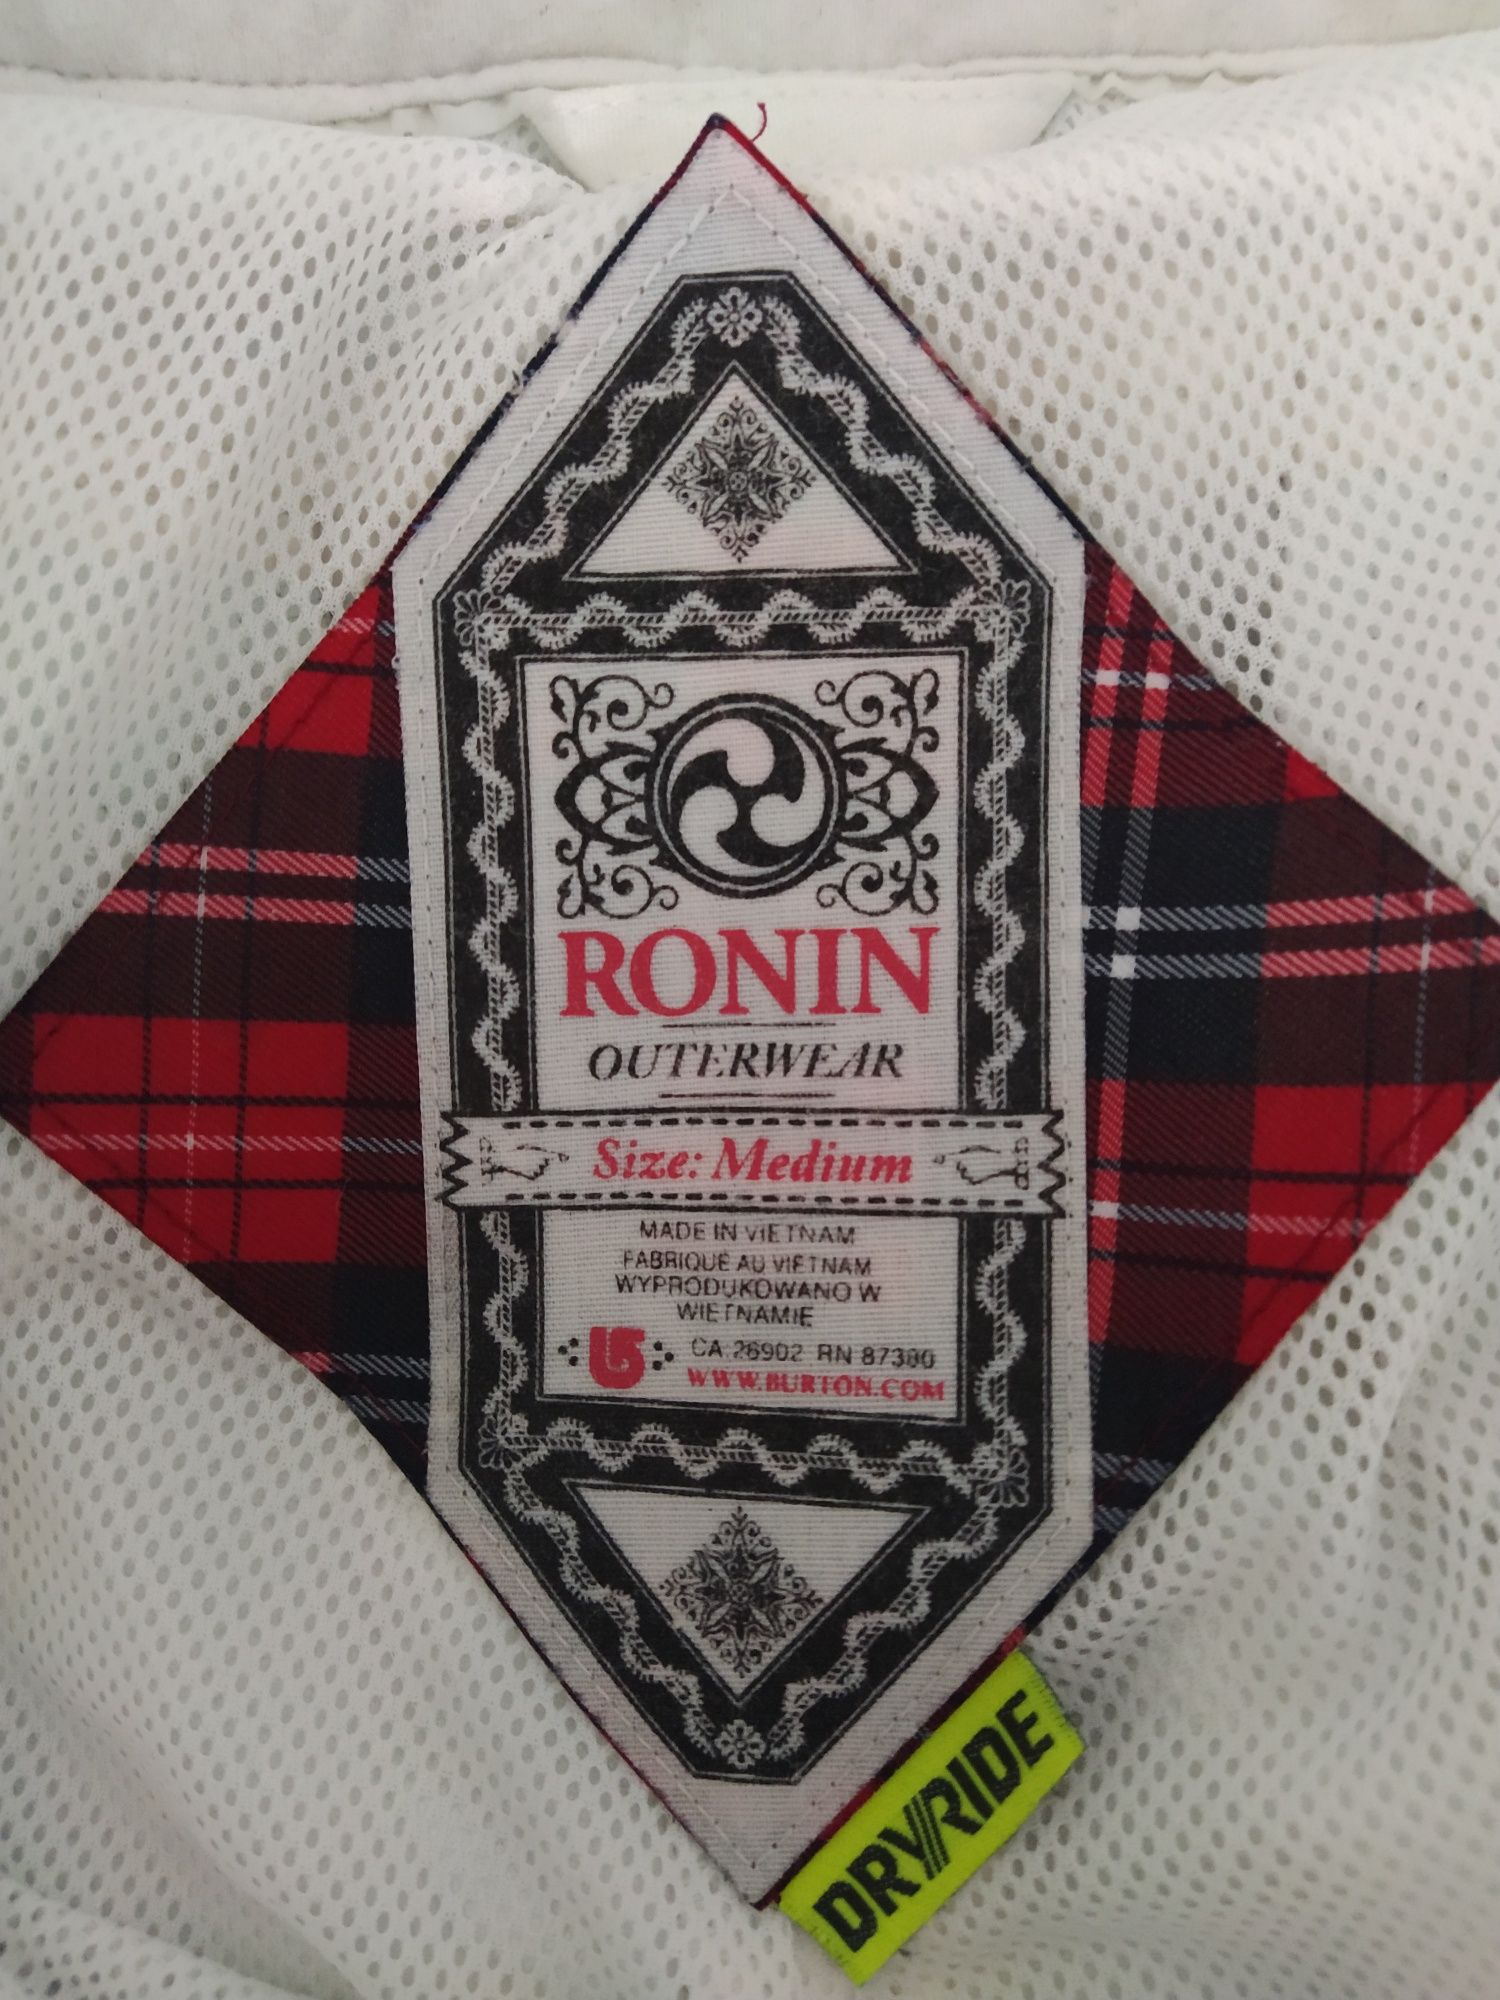 RONIN
OUTERWEAR
Size: Medium
MADE IN VIETNAM
FABRIQUE AU VIETNAM
WYPRODUKOWANO W
WIETNAMIE
CA 26902 RN 87380
WWW.BURTON.COM
DRYRIDE